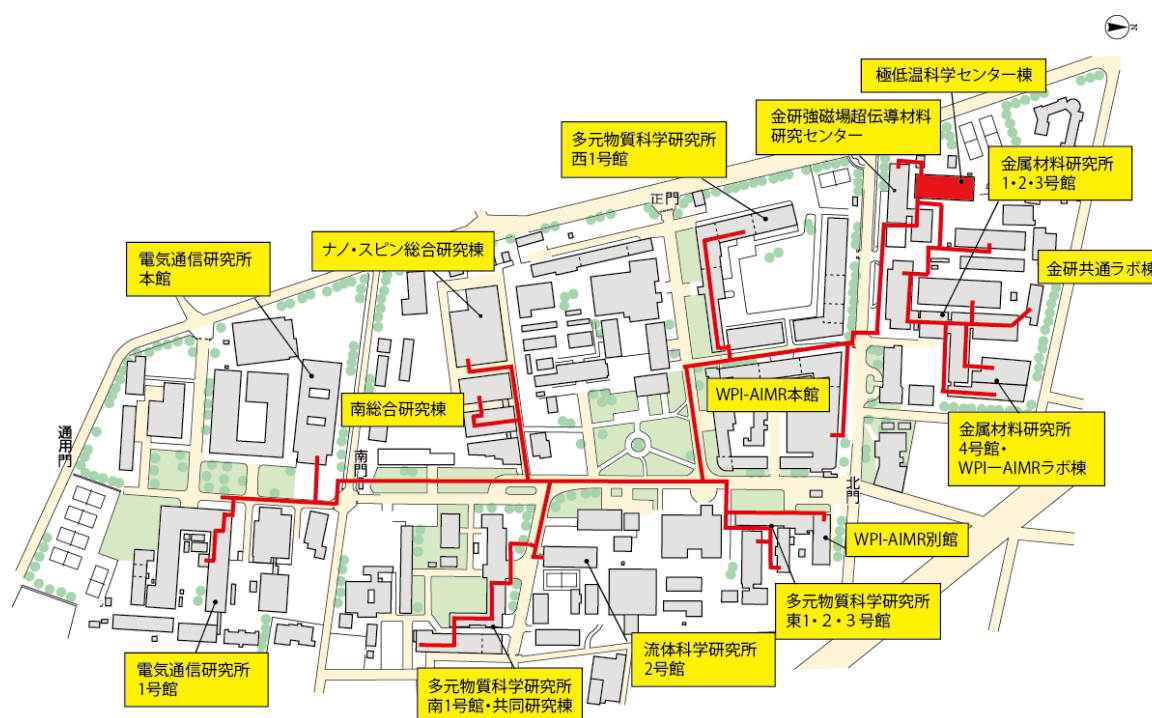 N
極低温科学センター棟
金研強磁場超伝導材料
研究センター
多元物質科学研究所
西1号館
金属材料研究所
1・2・3号館
正門
ナノ・スピン総合研究棟
電気通信研究所
本館
金研共通ラボ棟
WPI-AIMR本館
南総合研究棟
金属材料研究所
4号館・
WPIーAIMRラボ棟
通用門
南門
北門
WPI-AIMR別館
多元物質科学研究所
東1・2・3号館
流体科学研究所
2号館
電気通信研究所
1号館
多元物質科学研究所
南1号館・共同研究棟